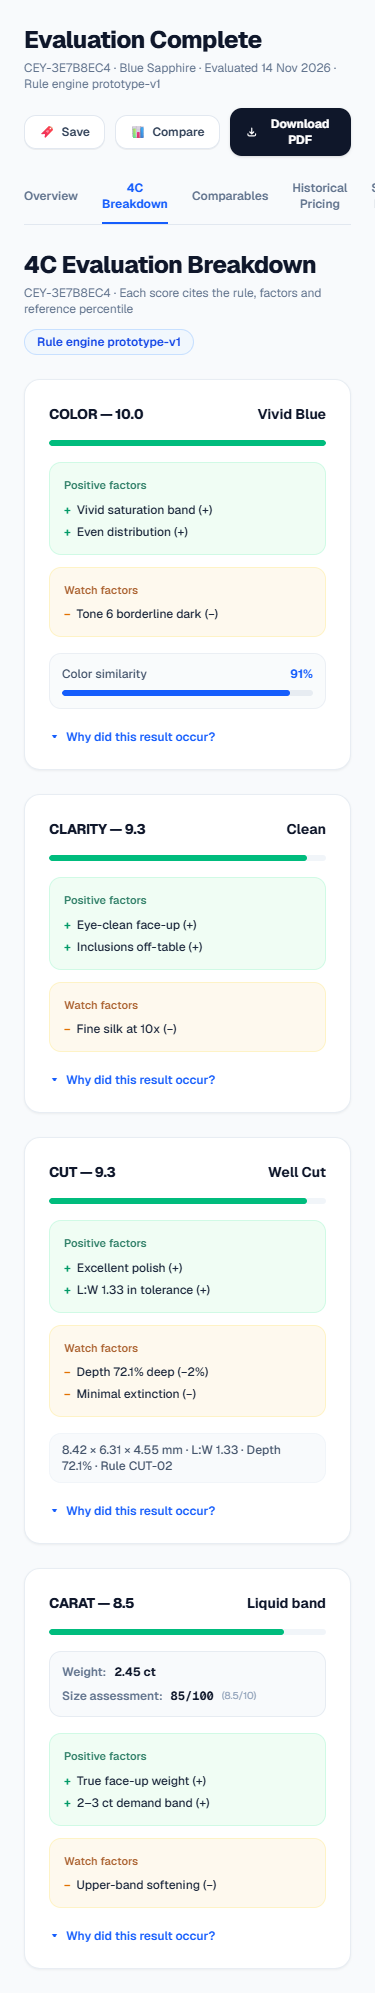 Evaluation Complete
CEY-3E7B8EC4 · Blue Sapphire · Evaluated 14 Nov 2026 ·
Rule engine prototype-v1
Save
Compare
Download
PDF
Overview
4C
Breakdown
Comparables
Historical
Pricing
4C Evaluation Breakdown
CEY-3E7B8EC4 · Each score cites the rule, factors and
reference percentile
Rule engine prototype-v1
COLOR — 10.0
Vivid Blue
Positive factors
+ Vivid saturation band (+)
+ Even distribution (+)
Watch factors
– Tone 6 borderline dark (–)
Color similarity
91%
Why did this result occur?
CLARITY — 9.3
Clean
Positive factors
+ Eye-clean face-up (+)
+ Inclusions off-table (+)
Watch factors
– Fine silk at 10x (–)
Why did this result occur?
CUT — 9.3
Well Cut
Positive factors
+ Excellent polish (+)
+ L:W 1.33 in tolerance (+)
Watch factors
– Depth 72.1% deep (–2%)
– Minimal extinction (–)
8.42 × 6.31 × 4.55 mm · L:W 1.33 · Depth
72.1% · Rule CUT-02
Why did this result occur?
CARAT — 8.5
Liquid band
Weight: 2.45 ct
Size assessment: 85/100 (8.5/10)
Positive factors
+ True face-up weight (+)
+ 2–3 ct demand band (+)
Watch factors
– Upper-band softening (–)
Why did this result occur?